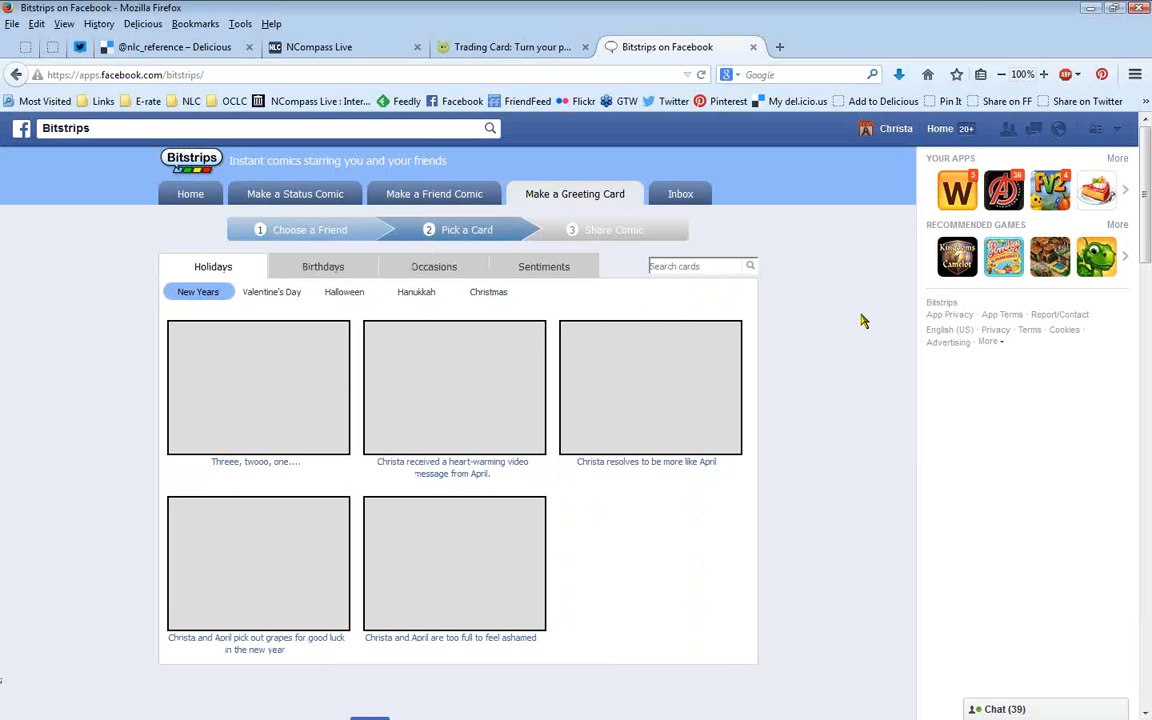 Bitstrips on Facebook - Mozilla Firefox
File Edit View History Delicious Bookmarks Tools Help
@nlc_reference – Delicious ×
NCompass Live ×
Trading Card: Turn your p... ×
Bitstrips on Facebook ×
https://apps.facebook.com/bitstrips/
Google
100%
Most Visited Links E-rate NLC OCLC NCompass Live : Inter... Feedly Facebook FriendFeed Flickr GTW Twitter Pinterest My del.icio.us Add to Delicious Pin It Share on FF Share on Twitter »
Bitstrips
Christa Home 20+
Bitstrips Instant comics starring you and your friends
Home Make a Status Comic Make a Friend Comic Make a Greeting Card Inbox
1 Choose a Friend 2 Pick a Card 3 Share Comic
Holidays Birthdays Occasions Sentiments Search cards
New Years Valentine's Day Halloween Hanukkah Christmas
Threee, twooo, one....
Christa received a heart-warming video
message from April.
Christa resolves to be more like April
Christa and April pick out grapes for good luck
in the new year
Christa and April are too full to feel ashamed
YOUR APPS More
W 5
A 36
FV2 4
RECOMMENDED GAMES More
Kingdoms
Camelot
Bitstrips
App Privacy · App Terms · Report/Contact
English (US) · Privacy · Terms · Cookies ·
Advertising · More
Chat (39)